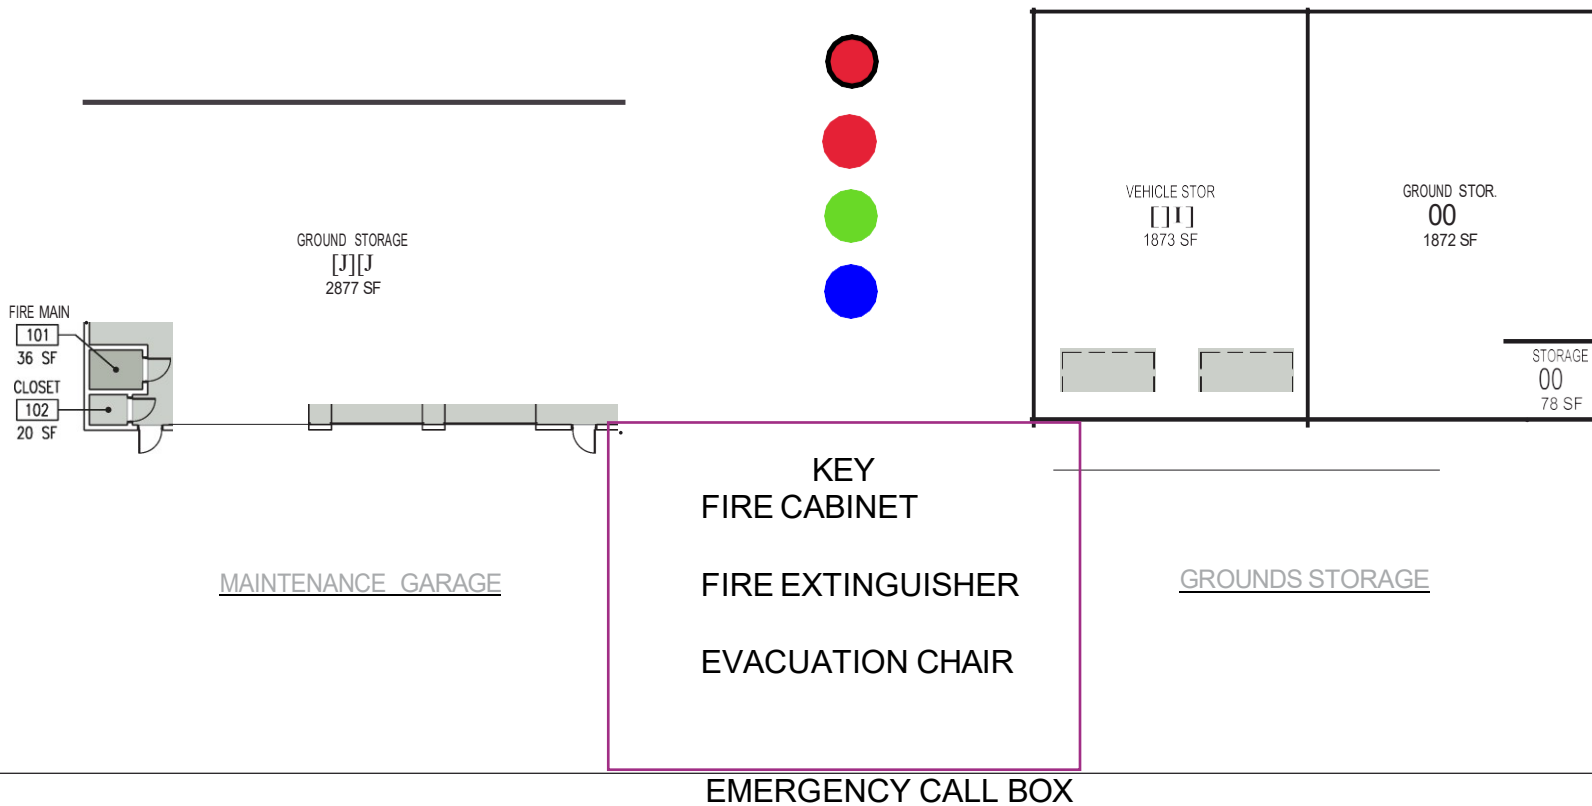 VEHICLE STOR
[]I]
1873 SF
GROUND STOR.
00
1872 SF
GROUND STORAGE
[J][J
2877 SF
FIRE MAIN
101
36 SF
CLOSET
102
20 SF
STORAGE
00
78 SF
KEY
FIRE CABINET
FIRE EXTINGUISHER
EVACUATION CHAIR
EMERGENCY CALL BOX
MAINTENANCE GARAGE
GROUNDS STORAGE